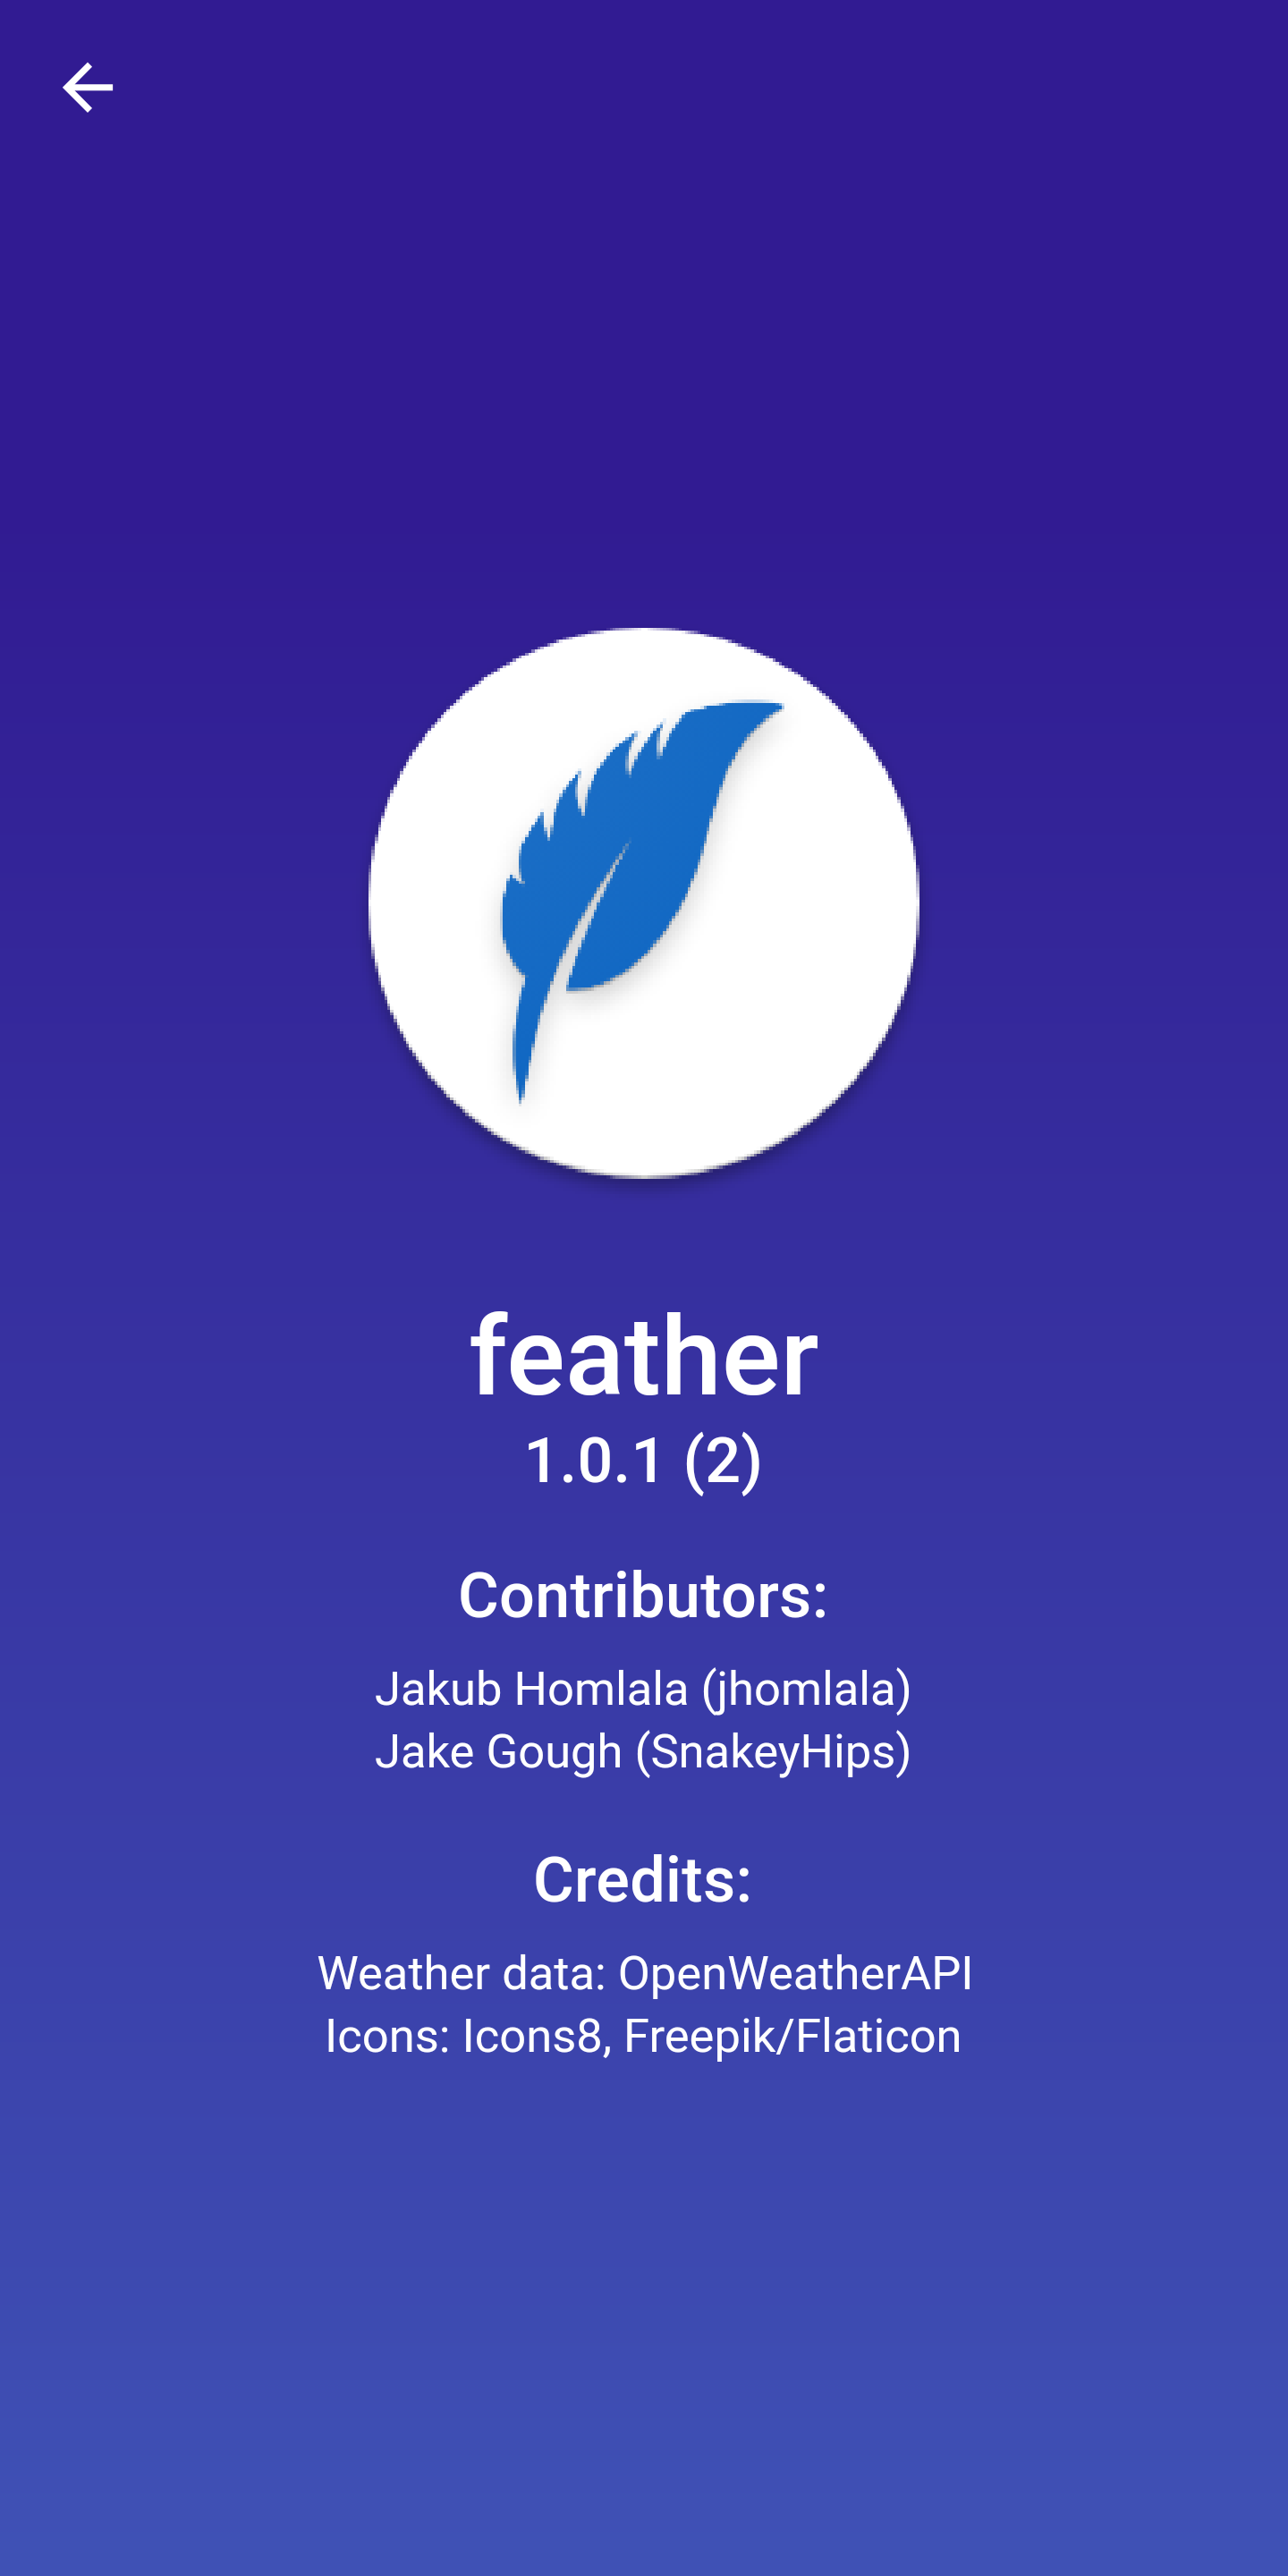 feather
1.0.1 (2)
Contributors:
Jakub Homlala (jhomlala)
Jake Gough (SnakeyHips)
Credits:
Weather data: OpenWeatherAPI
Icons: Icons8, Freepik/Flaticon